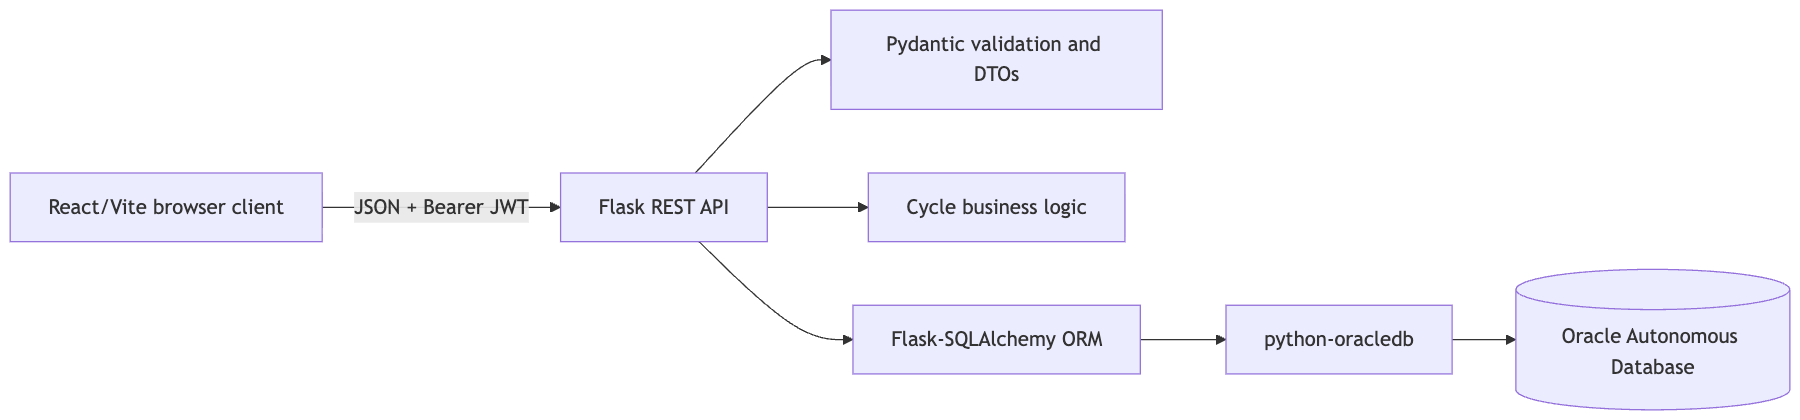 Pydantic validation and
DTOs
React/Vite browser client
JSON + Bearer JWT
Flask REST API
Cycle business logic
Flask-SQLAlchemy ORM
python-oracledb
Oracle Autonomous
Database